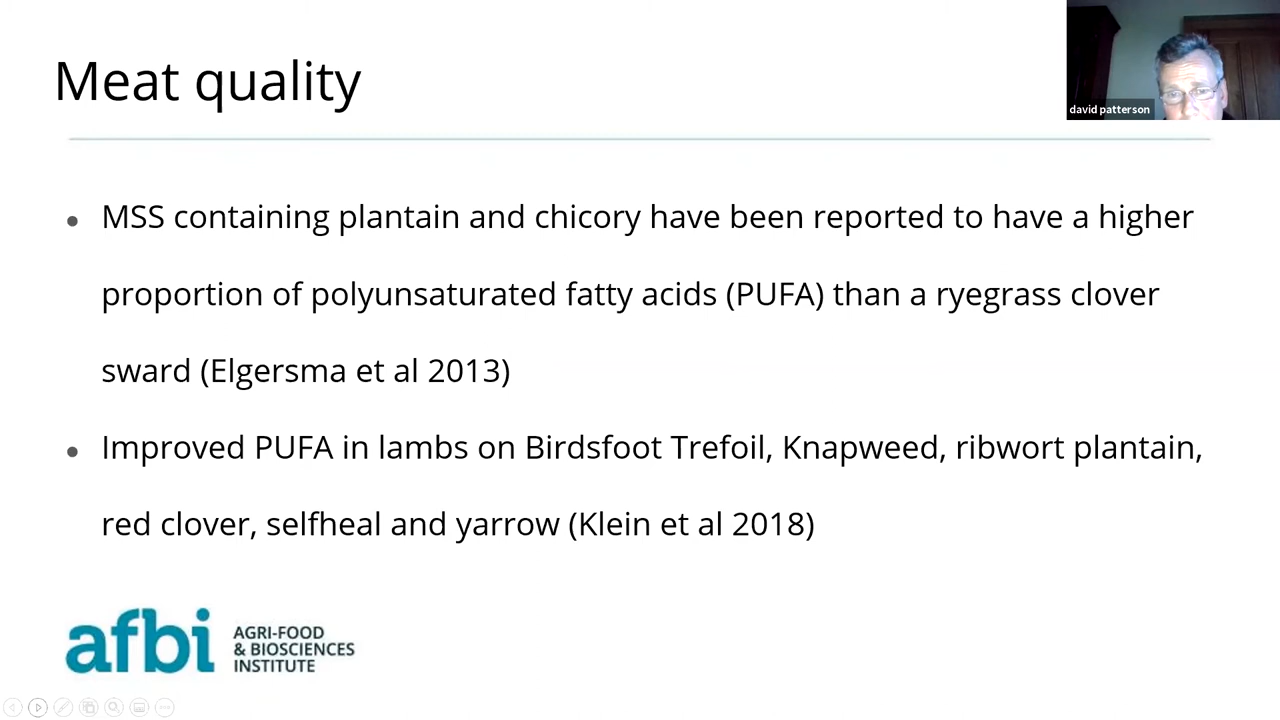 Meat quality
david patterson
● MSS containing plantain and chicory have been reported to have a higher
proportion of polyunsaturated fatty acids (PUFA) than a ryegrass clover
sward (Elgersma et al 2013)
● Improved PUFA in lambs on Birdsfoot Trefoil, Knapweed, ribwort plantain,
red clover, selfheal and yarrow (Klein et al 2018)
afbi
AGRI-FOOD
& BIOSCIENCES
INSTITUTE